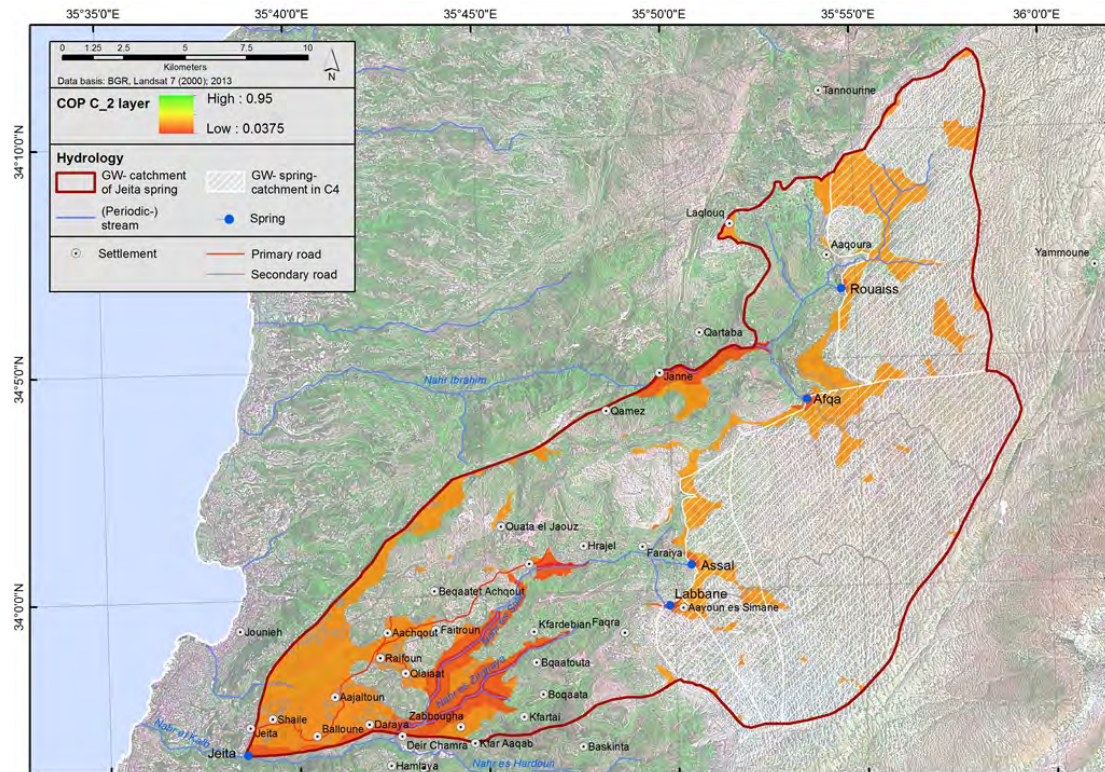 35°35'0"E
35°40'0"E
35°45'0"E
35°50'0"E
35°55'0"E
36°0'0"E
0 1.25 2.5 5 7.5 10
Kilometers
N
Data basis: BGR, Landsat 7 (2000); 2013
COP C_2 layer
High : 0.95
Low : 0.0375
Hydrology
GW- catchment
of Jeita spring
GW- spring-
catchment in C4
(Periodic-)
stream
Spring
Settlement
Primary road
Secondary road
34°10'0"N
34°5'0"N
34°0'0"N
Tannourine
Laqlouq
Aaqoura
Yammoune
Rouaiss
Qartaba
Nahr Ibrahim
Janne
Qamez
Afqa
Ouata el Jaouz
Hrajel
Faraiya
Assal
Beqaatet Achqout
Labbane
Aayoun es Simane
Jounieh
Aachqout
Faitroun
Kfardebian
Faqra
Raifoun
Qlaiaat
Bqaatouta
Nahr es Zirghaya
Aajaltoun
Boqaata
Zabbougha
Shaile
Daraya
Kfartai
Nahr el Kalb
Jeita
Balloune
Deir Chamra
Kfar Aaqab
Baskinta
Jeita
Hamlaya
Nahr es Hardoun